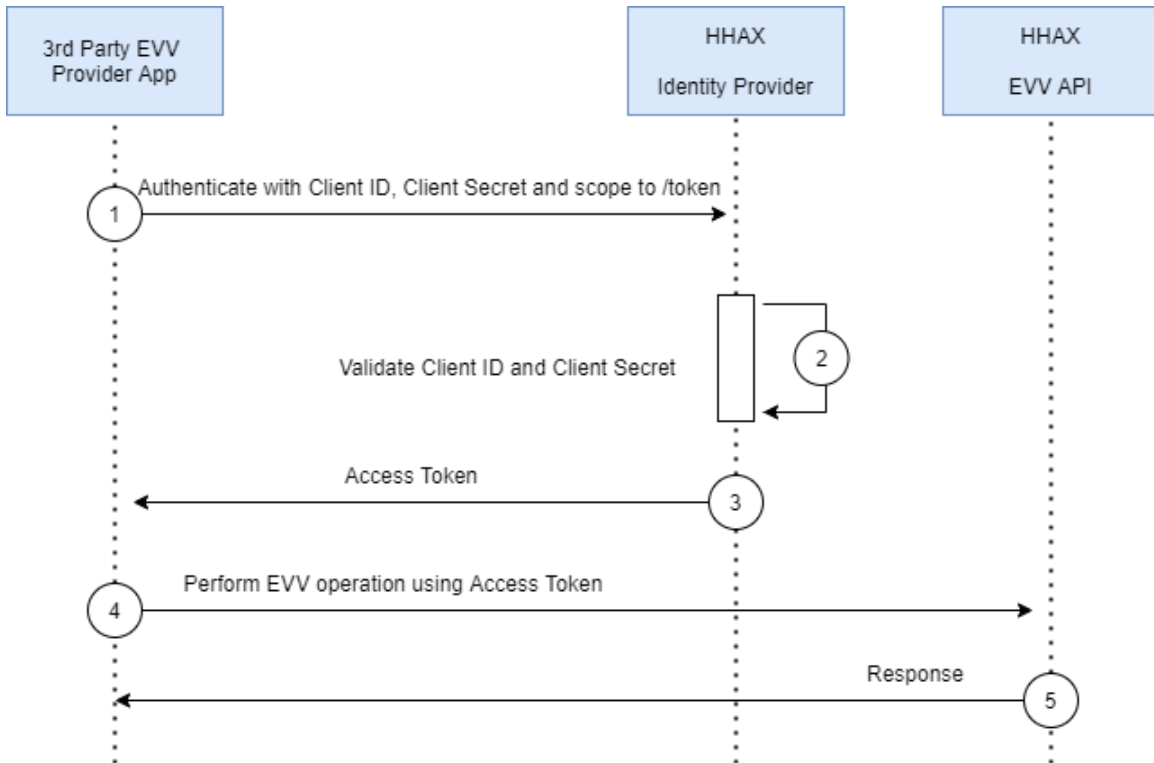 3rd Party EVV
Provider App
HHAX
Identity Provider
HHAX
EVV API
Authenticate with Client ID, Client Secret and scope to /token
1
2
Validate Client ID and Client Secret
Access Token
3
Perform EVV operation using Access Token
4
Response
5